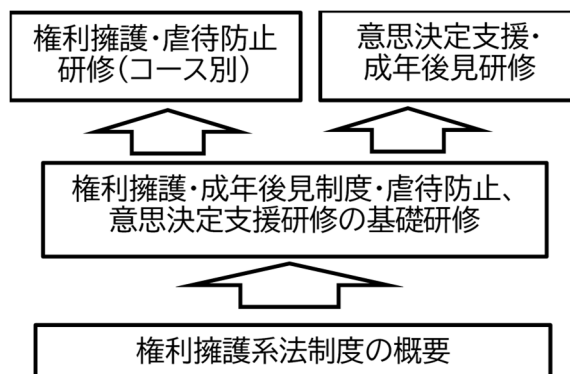 権利擁護・虐待防止
研修（コース別）
意思決定支援・
成年後見研修
権利擁護・成年後見制度・虐待防止、
意思決定支援研修の基礎研修
権利擁護系法制度の概要